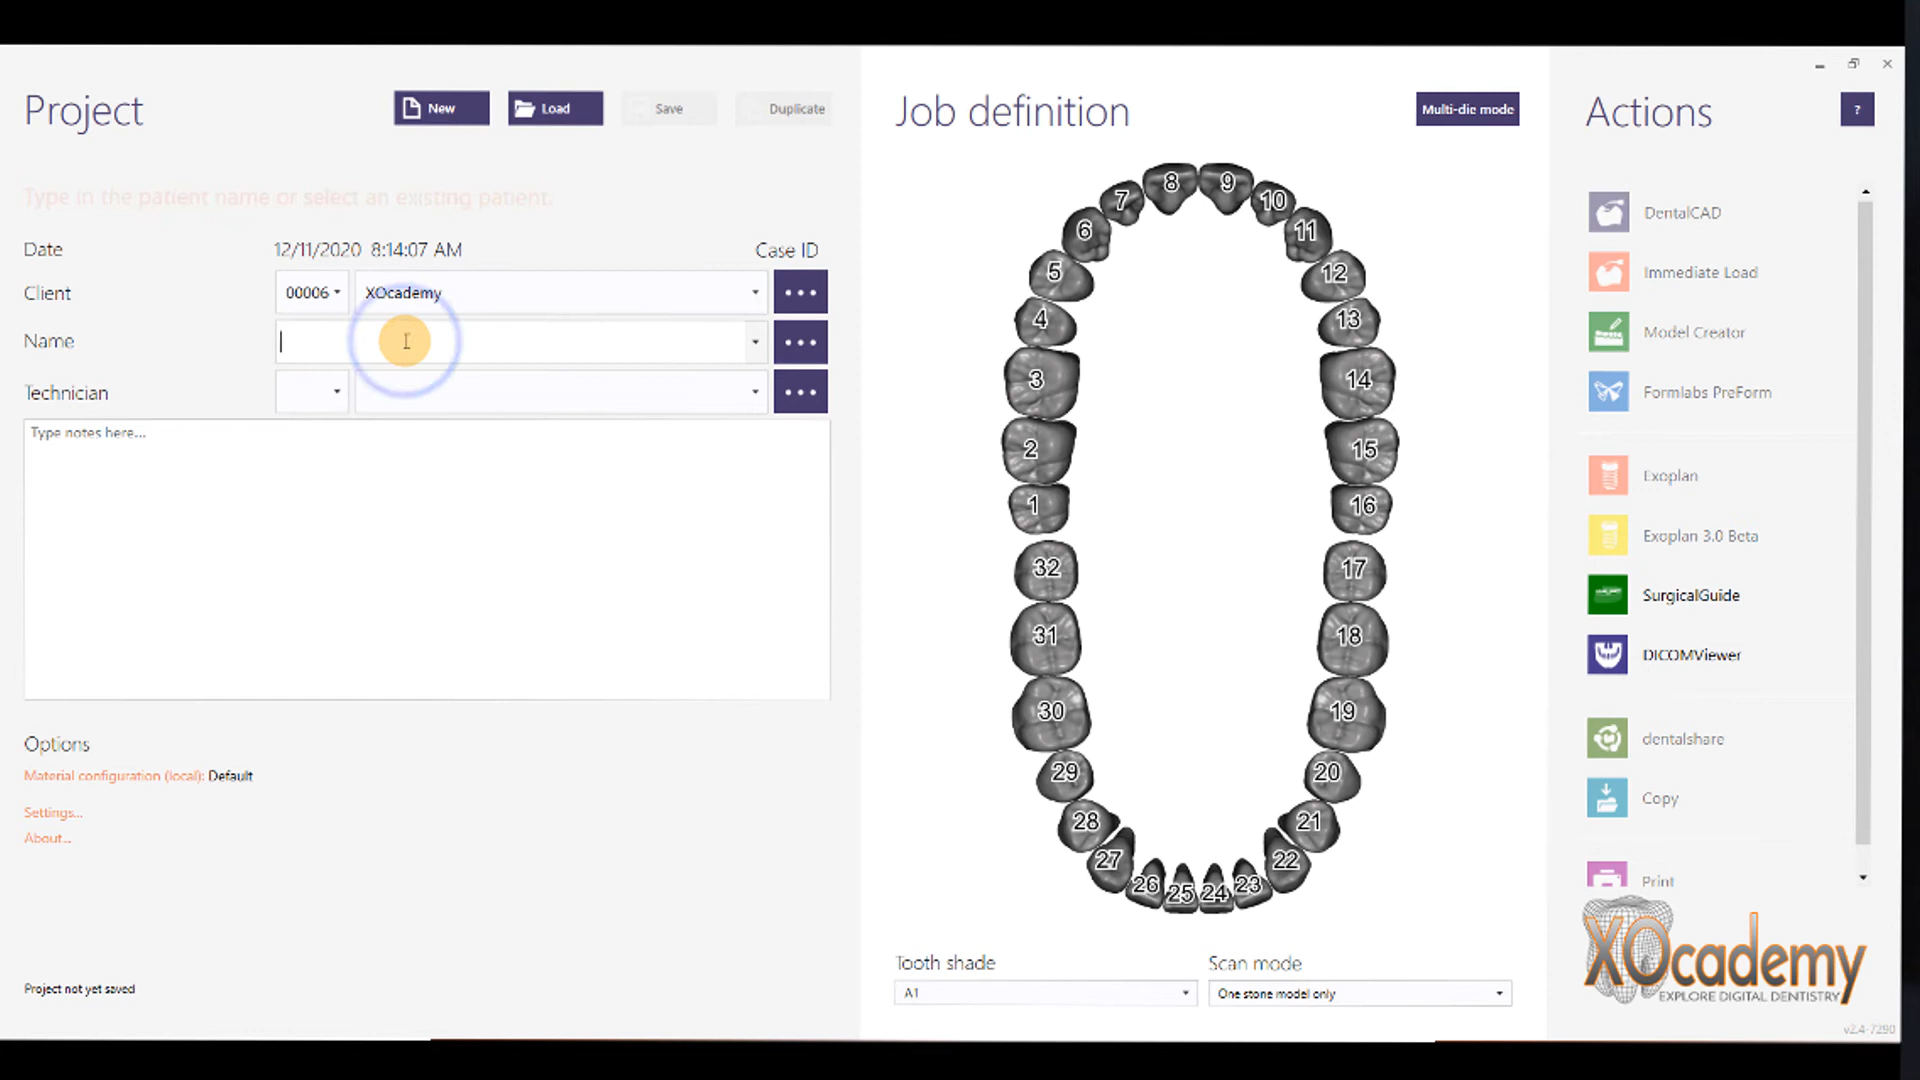 Project
New
Load
Save
Duplicate
Type in the patient name or select an existing patient.
Date
12/11/2020 8:14:07 AM
Case ID
Client
00006
XOcademy
Name
Technician
Type notes here...
Options
Material configuration (local): Default
Settings...
About...
Project not yet saved
Job definition
Multi-die mode
8 9
7 10
6 11
5 12
4 13
3 14
2 15
1 16
32 17
31 18
30 19
29 20
28 21
27 22
26 25 24 23
Tooth shade
A1
Scan mode
One stone model only
Actions
?
DentalCAD
Immediate Load
Model Creator
Formlabs PreForm
Exoplan
Exoplan 3.0 Beta
SurgicalGuide
DICOMViewer
dentalshare
Copy
Print
XOcademy
EXPLORE DIGITAL DENTISTRY
v2.4-7290